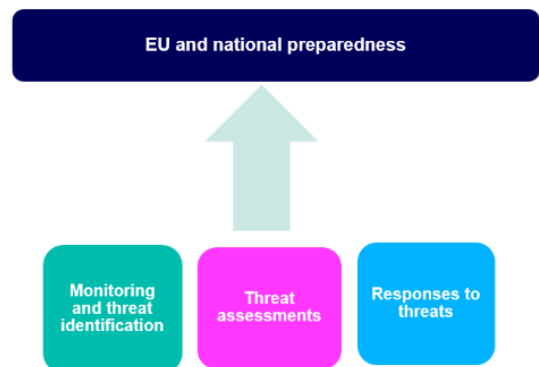 EU and national preparedness
Monitoring
and threat
identification
Threat
assessments
Responses to
threats